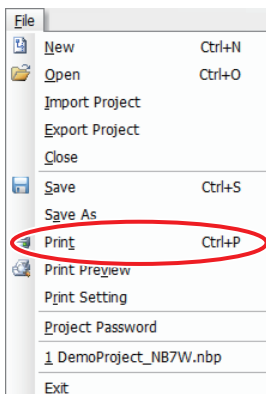 File
New Ctrl+N
Open Ctrl+O
Import Project
Export Project
Close
Save Ctrl+S
Save As
Print Ctrl+P
Print Preview
Print Setting
Project Password
1 DemoProject_NB7W.nbp
Exit